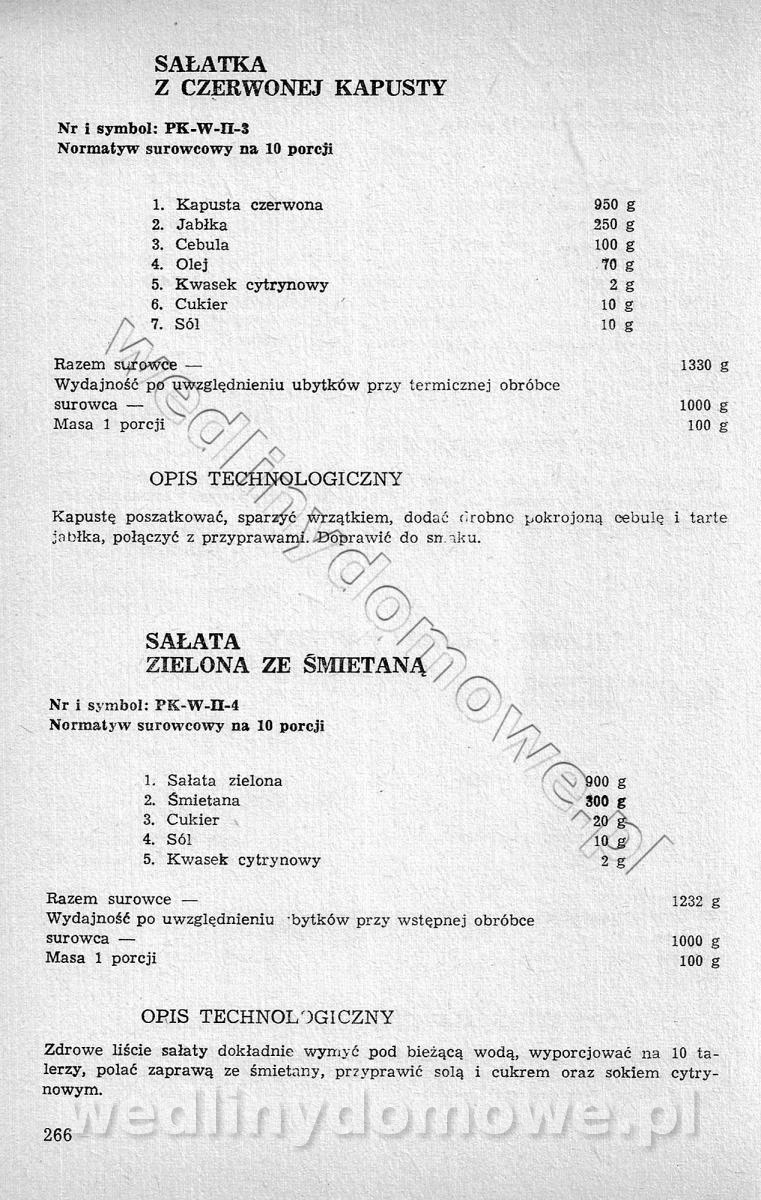 SAŁATKA
Z CZERWONEJ KAPUSTY
Nr i symbol: PK-W-II-3
Normatyw surowcowy na 10 porcji
1. Kapusta czerwona 950 g
2. Jabłka 250 g
3. Cebula 100 g
4. Olej 70 g
5. Kwasek cytrynowy 2 g
6. Cukier 10 g
7. Sól 10 g
Razem surowce — 1330 g
Wydajność po uwzględnieniu ubytków przy termicznej obróbce
surowca — 1000 g
Masa 1 porcji 100 g
OPIS TECHNOLOGICZNY
Kapustę poszatkować, sparzyć wrzątkiem, dodać drobno pokrojoną cebulę i tarte
jabłka, połączyć z przyprawami. Doprawić do smaku.
SAŁATA
ZIELONA ZE ŚMIETANĄ
Nr i symbol: PK-W-II-4
Normatyw surowcowy na 10 porcji
1. Sałata zielona 900 g
2. Śmietana 300 g
3. Cukier 20 g
4. Sól 10 g
5. Kwasek cytrynowy 2 g
Razem surowce — 1232 g
Wydajność po uwzględnieniu ubytków przy wstępnej obróbce
surowca — 1000 g
Masa 1 porcji 100 g
OPIS TECHNOLOGICZNY
Zdrowe liście sałaty dokładnie wymyć pod bieżącą wodą, wyporcjować na 10 ta-
lerzy, polać zaprawą ze śmietany, przyprawić solą i cukrem oraz sokiem cytry-
nowym.
266
wedlinydomowe.pl
wedlinydomowe.pl